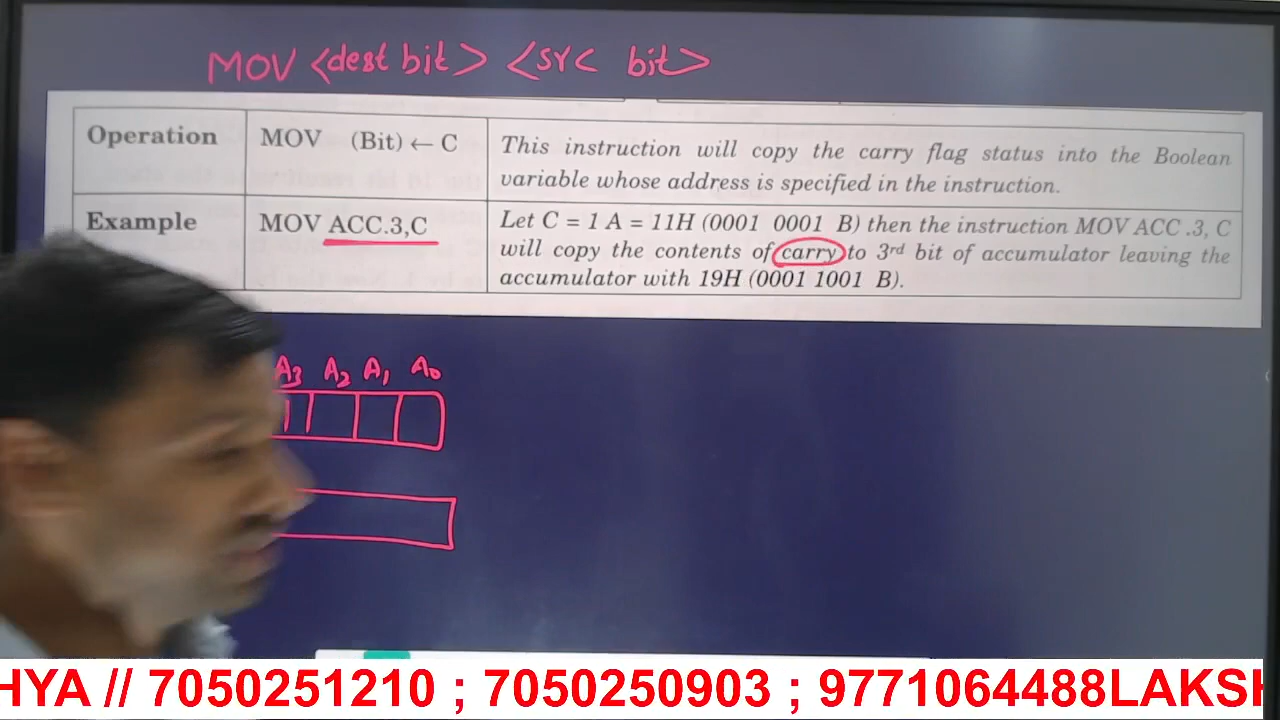 MOV <dest bit> <src bit>
Operation MOV (Bit) ← C This instruction will copy the carry flag status into the Boolean
variable whose address is specified in the instruction.
Example MOV ACC.3,C Let C = 1 A = 11H (0001 0001 B) then the instruction MOV ACC .3, C
will copy the contents of carry to 3rd bit of accumulator leaving the
accumulator with 19H (0001 1001 B).
A3 A2 A1 A0
HYA // 7050251210 ; 7050250903 ; 9771064488LAKSH